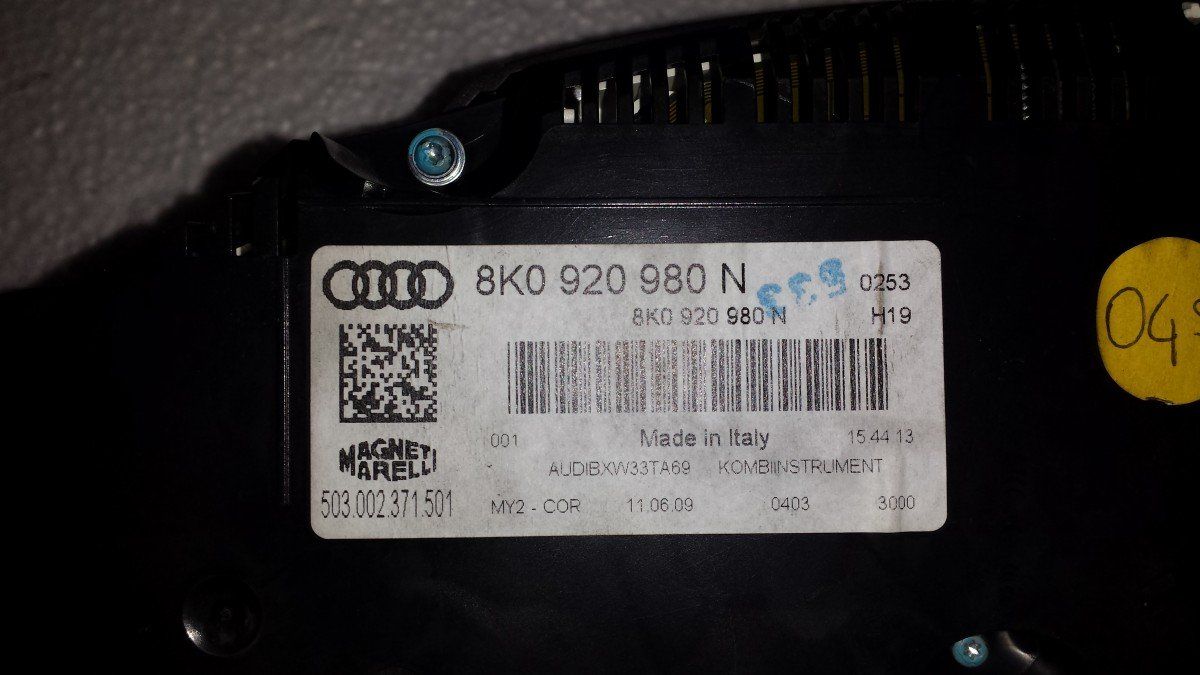 8K0 920 980 N
0253
8K0 920 980 N
H19
001
Made in Italy
15.44.13
MAGNETI
MARELLI
AUDIBXW33TA69 KOMBIINSTRUMENT
503.002.371.501
MY2 - COR
11.06.09
0403
3000